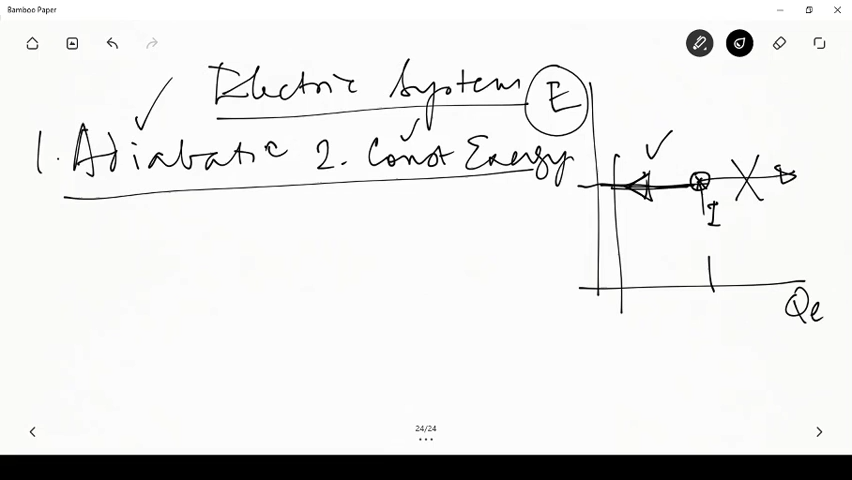 Bamboo Paper
Electric System E
1. Adiabatic 2. Const Energy
I
Qe
24/24